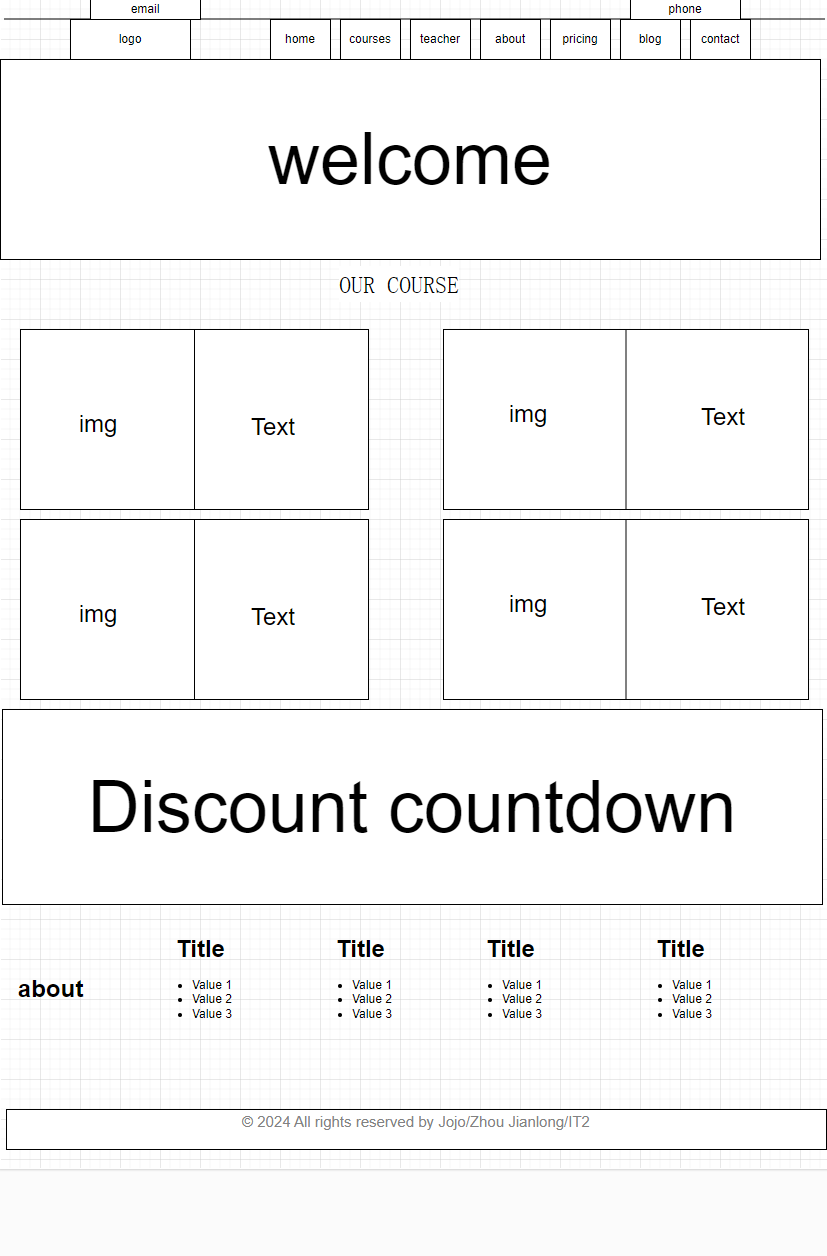 email phone
logo home courses teacher about pricing blog contact
welcome
OUR COURSE
img Text img Text
img Text img Text
Discount countdown
about
Title
Value 1
Value 2
Value 3
Title
Value 1
Value 2
Value 3
Title
Value 1
Value 2
Value 3
Title
Value 1
Value 2
Value 3
© 2024 All rights reserved by Jojo/Zhou Jianlong/IT2